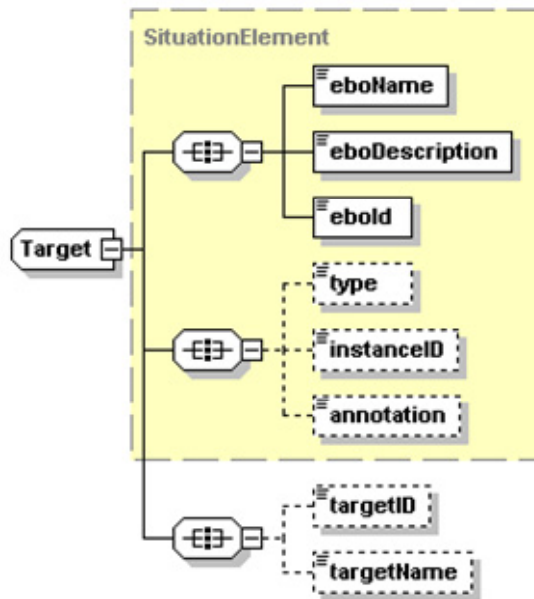 SituationElement
eboName
eboDescription
eboId
Target
type
instanceID
annotation
targetID
targetName